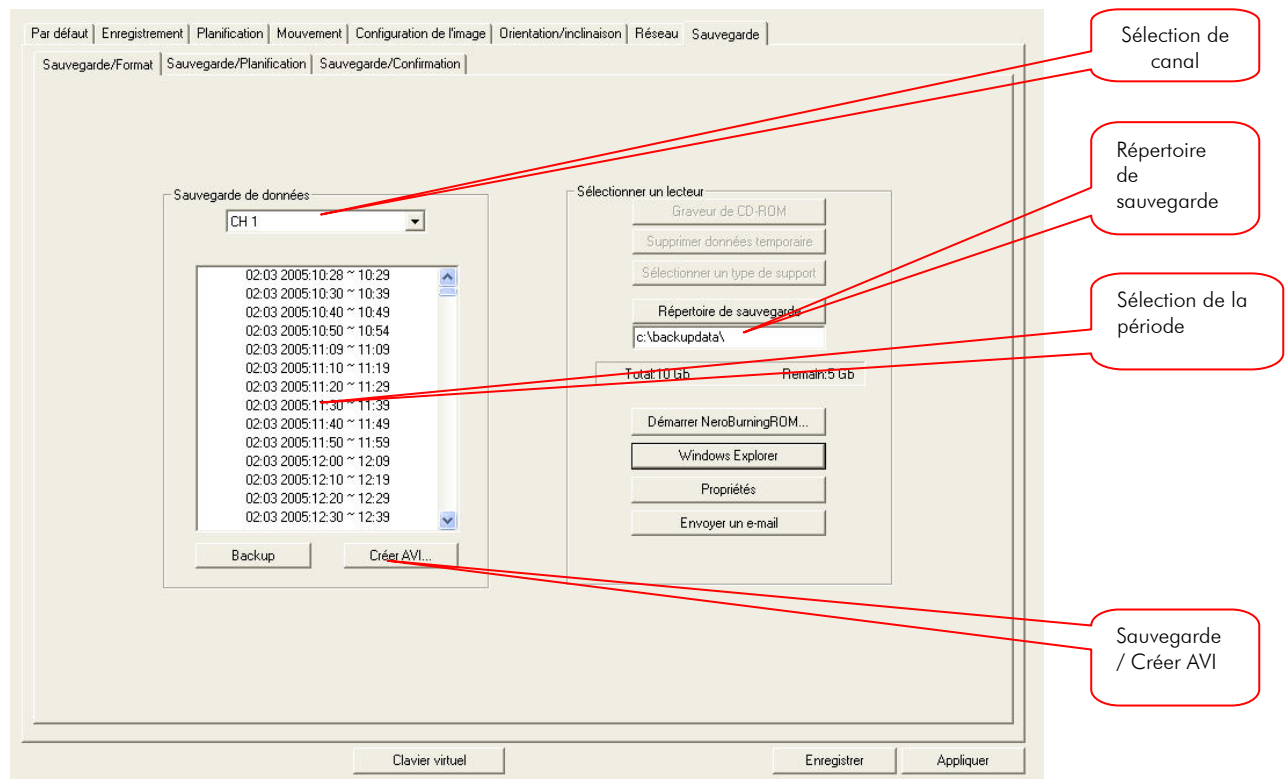 Par défaut
Enregistrement
Planification
Mouvement
Configuration de l'image
Orientation/inclinaison
Réseau
Sauvegarde
Sauvegarde/Format
Sauvegarde/Planification
Sauvegarde/Confirmation
Sélection de
canal
Répertoire
de
sauvegarde
Sélection de la
période
Sauvegarde
/ Créer AVI
Sauvegarde de données
CH 1
02:03 2005:10:28 ~ 10:29
02:03 2005:10:30 ~ 10:39
02:03 2005:10:40 ~ 10:49
02:03 2005:10:50 ~ 10:54
02:03 2005:11:09 ~ 11:09
02:03 2005:11:10 ~ 11:19
02:03 2005:11:20 ~ 11:29
02:03 2005:11:30 ~ 11:39
02:03 2005:11:40 ~ 11:49
02:03 2005:11:50 ~ 11:59
02:03 2005:12:00 ~ 12:09
02:03 2005:12:10 ~ 12:19
02:03 2005:12:20 ~ 12:29
02:03 2005:12:30 ~ 12:39
Backup
Créer AVI...
Sélectionner un lecteur
Graveur de CD-ROM
Supprimer données temporaire
Sélectionner un type de support
Répertoire de sauvegarde
c:\backupdata\
Total:10 Gb
Remain:5 Gb
Démarrer NeroBurningROM...
Windows Explorer
Propriétés
Envoyer un e-mail
Clavier virtuel
Enregistrer
Appliquer